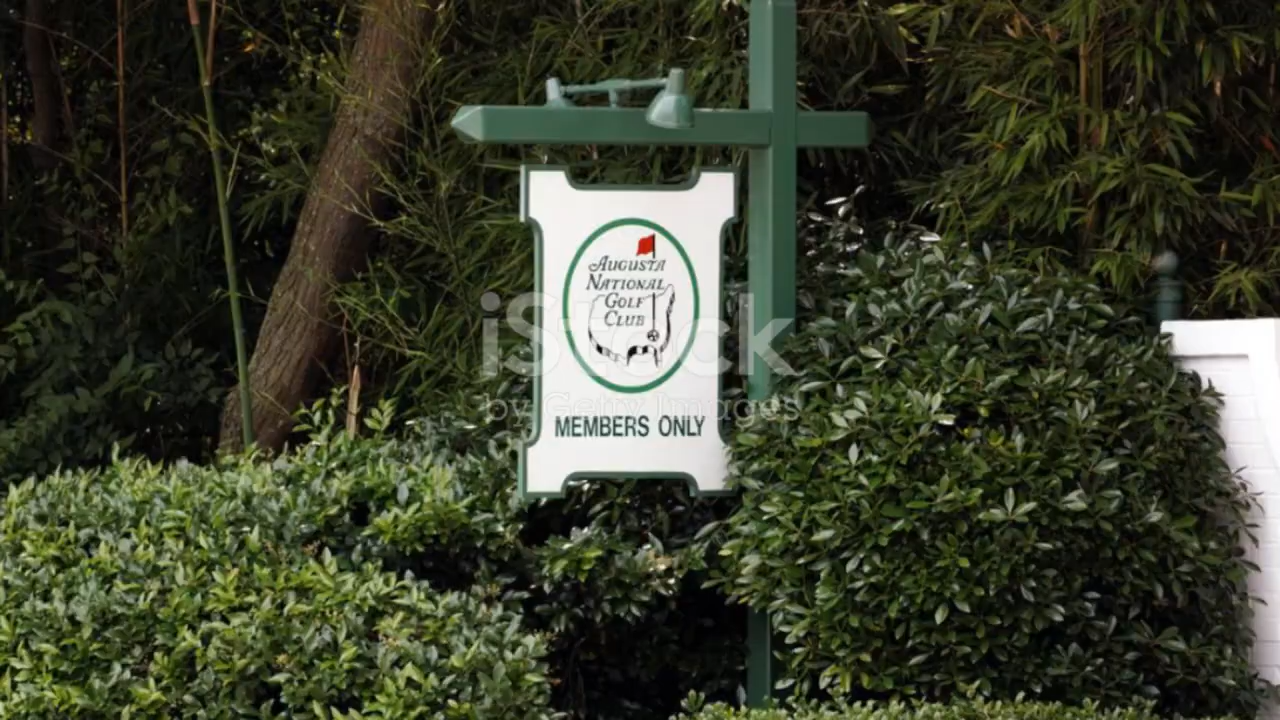 AUGUSTA
NATIONAL
GOLF
CLUB
iStock
by Getty Images
MEMBERS ONLY